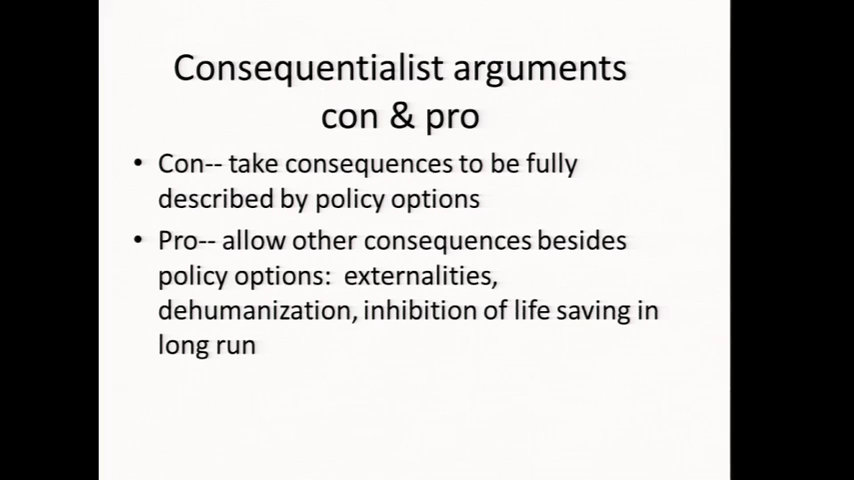 Consequentialist arguments
con & pro
• Con-- take consequences to be fully
described by policy options
• Pro-- allow other consequences besides
policy options:  externalities,
dehumanization, inhibition of life saving in
long run